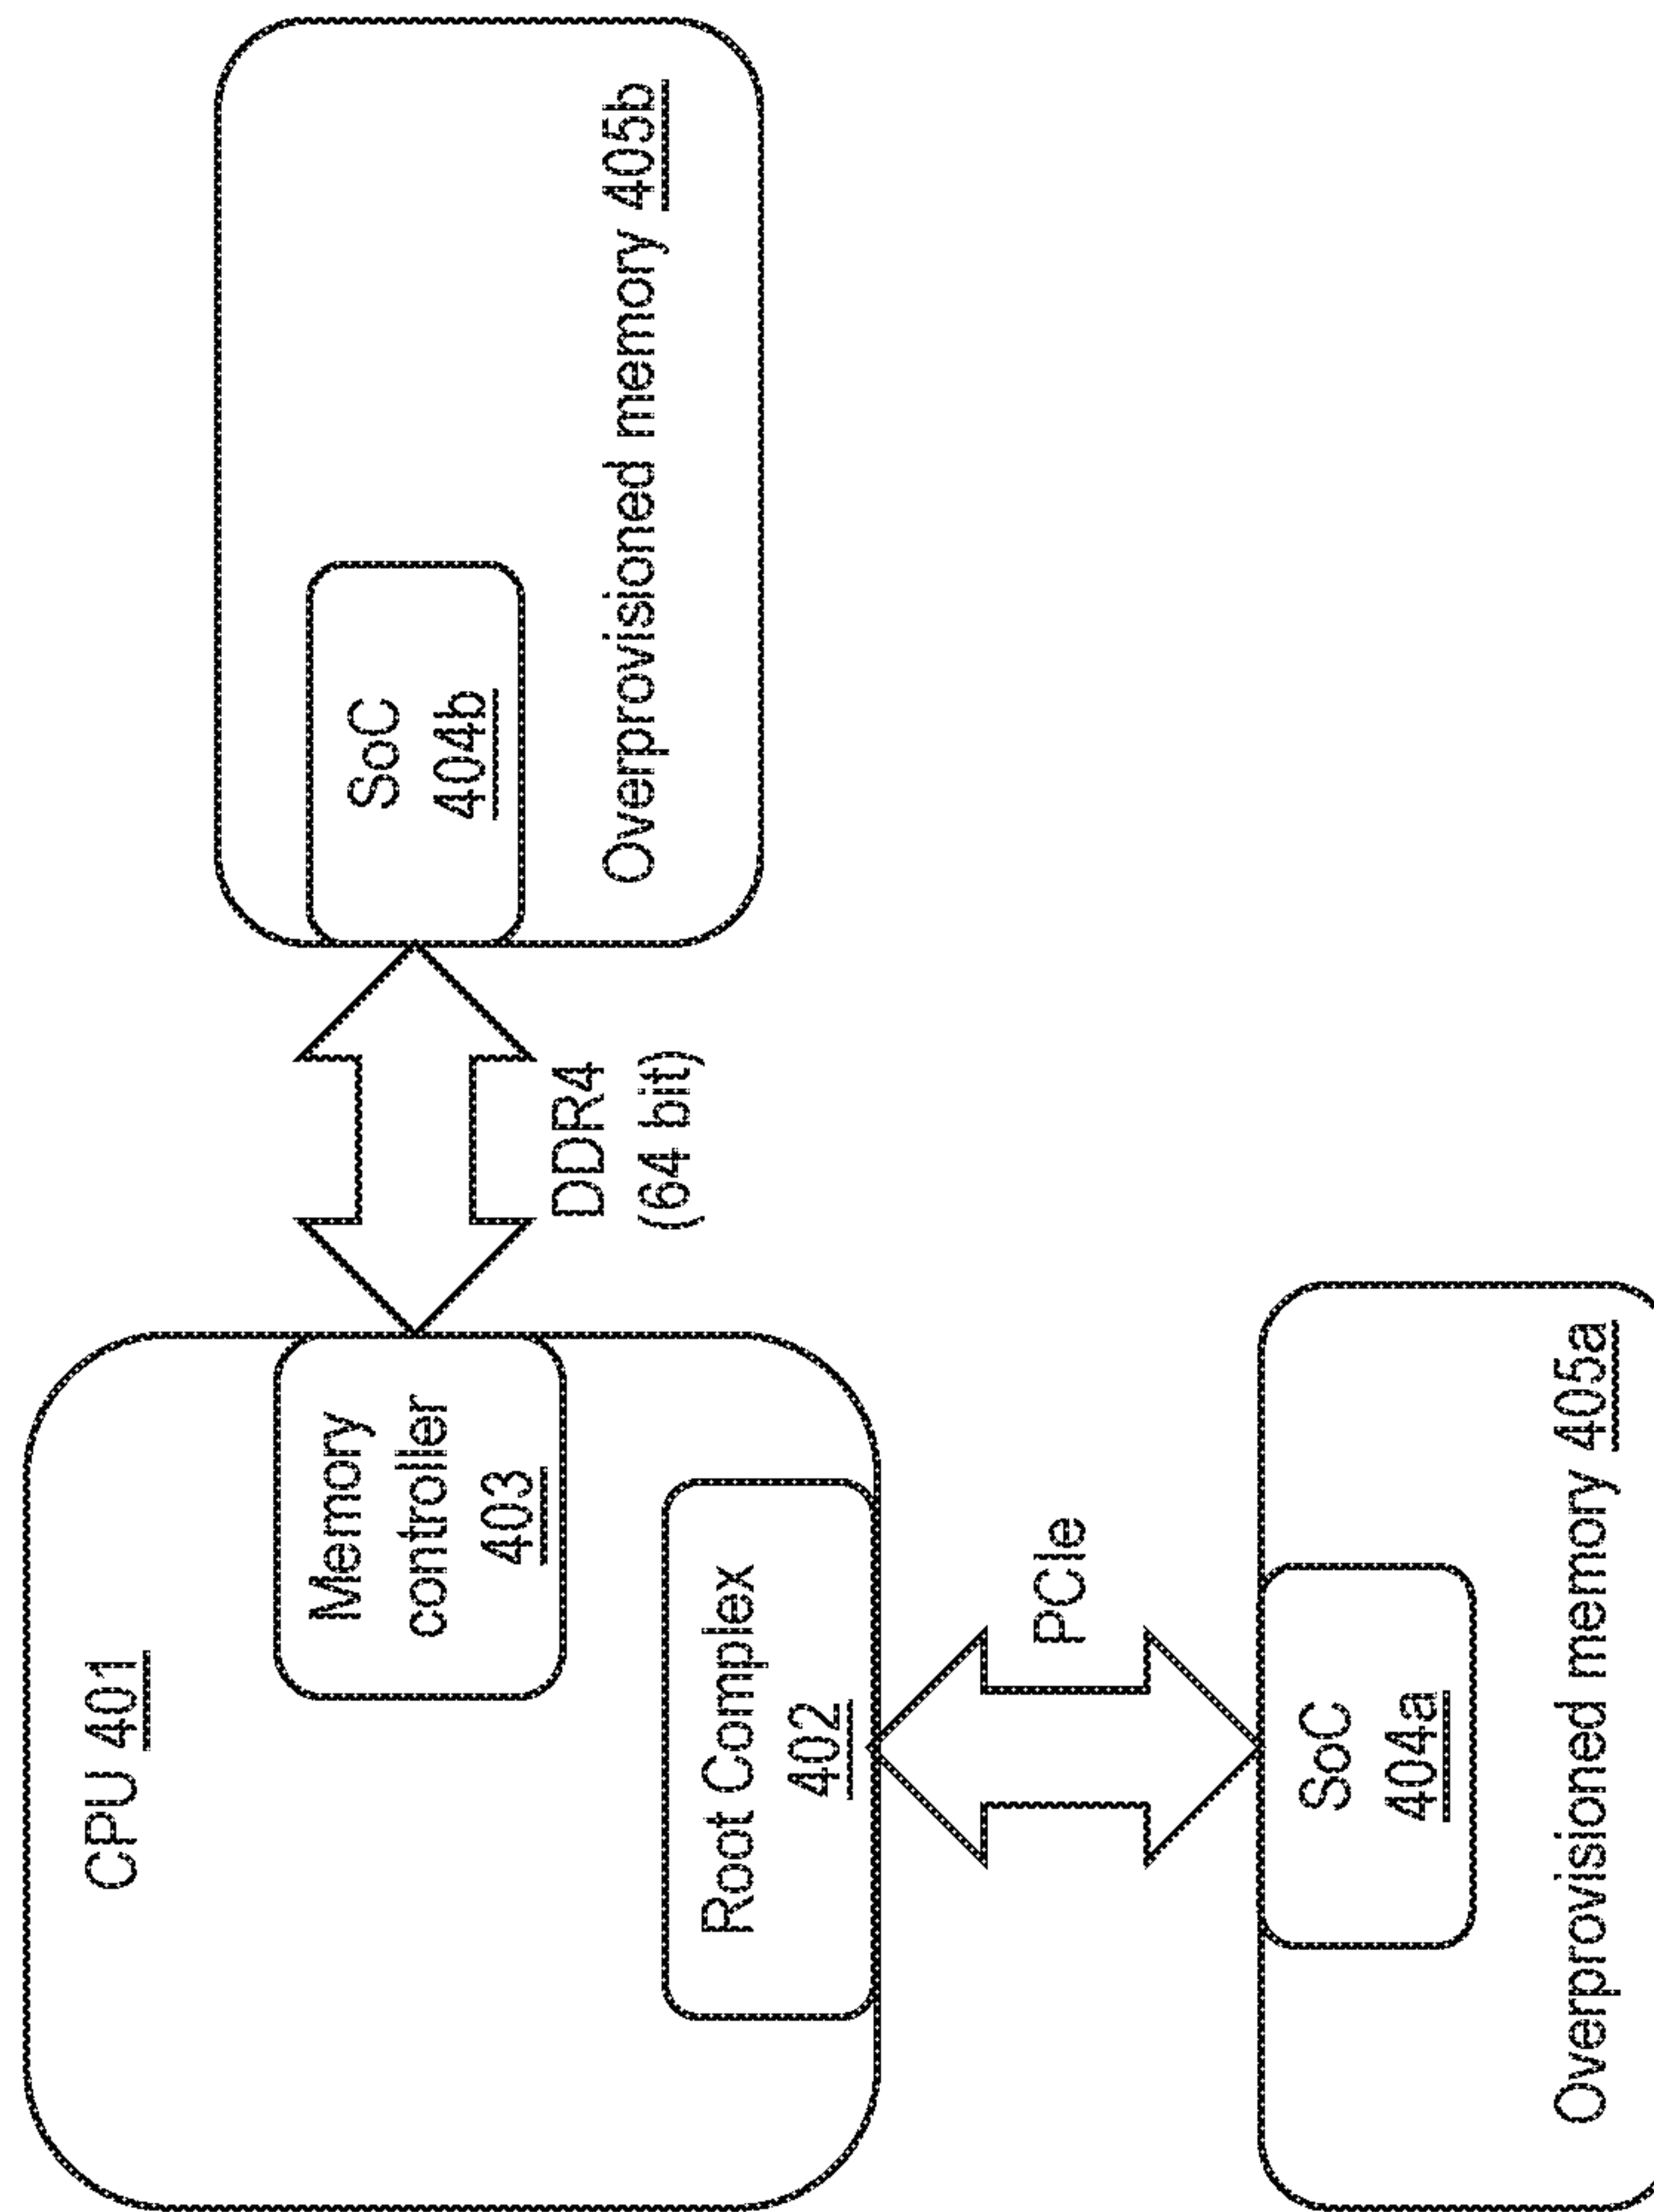 CPU 401
Memory
controller
403
Root Complex
402
DDR4
(64 bit)
SoC
404b
Overprovisioned memory 405b
PCIe
SoC
404a
Overprovisioned memory 405a